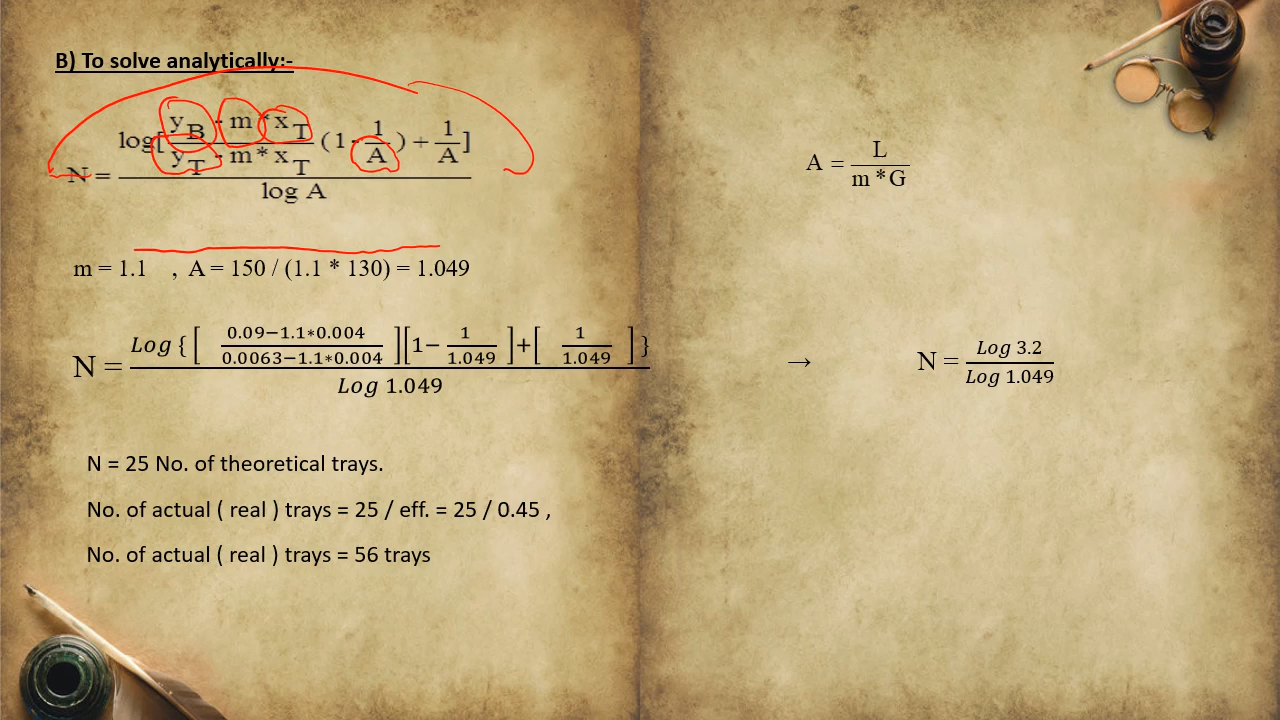 B) To solve analytically:-
N = log[ (y_B - m * x_T) / (y_T - m * x_T) (1 - 1/A) + 1/A ] / log A
A = L / (m * G)
m = 1.1 , A = 150 / (1.1 * 130) = 1.049
N = Log { [ (0.09−1.1∗0.004) / (0.0063−1.1∗0.004) ] [ 1− 1/1.049 ] + [ 1/1.049 ] } / Log 1.049 → N = Log 3.2 / Log 1.049
N = 25 No. of theoretical trays.
No. of actual ( real ) trays = 25 / eff. = 25 / 0.45 ,
No. of actual ( real ) trays = 56 trays